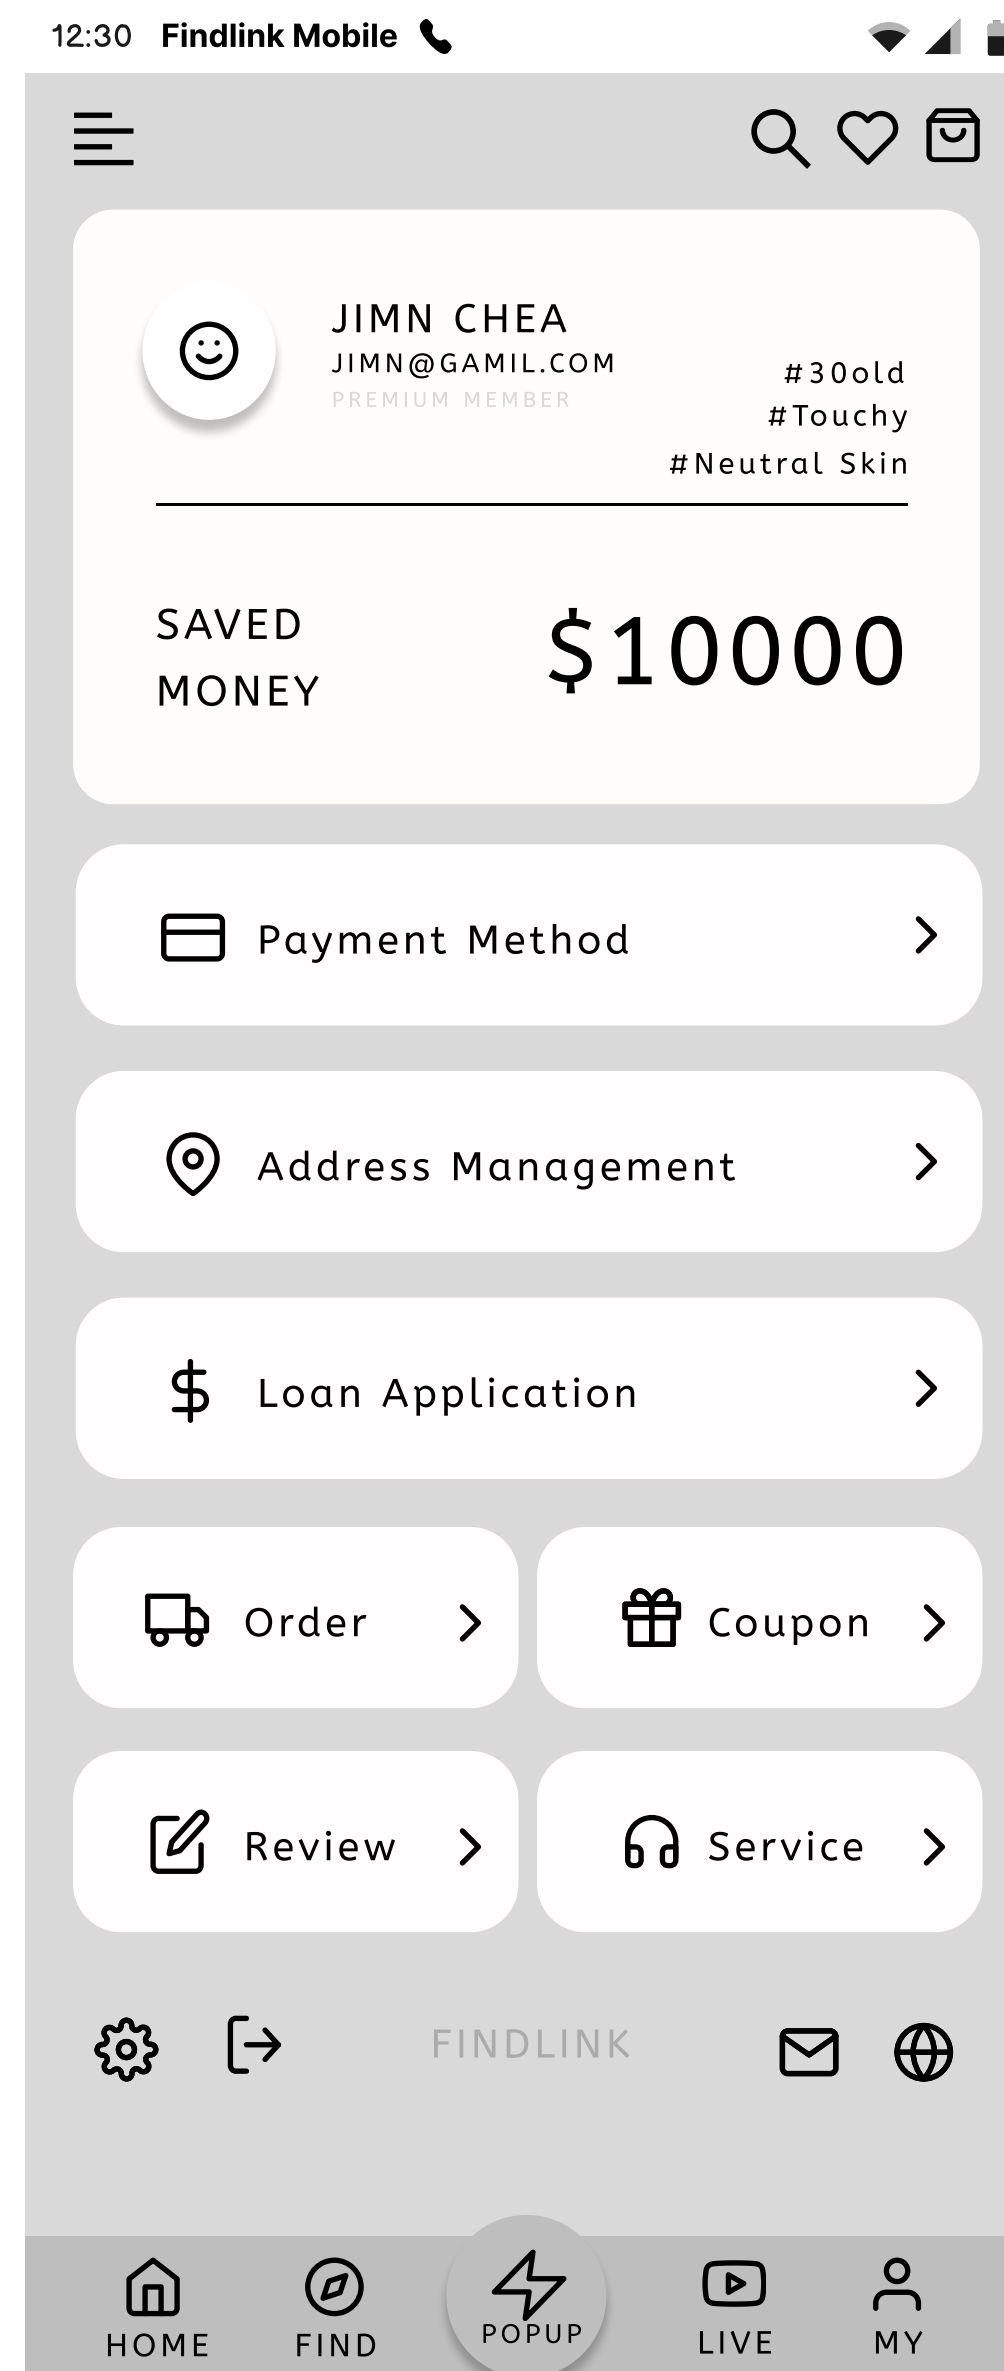 12:30 Findlink Mobile
JIMN CHEA
JIMN@GAMIL.COM
PREMIUM MEMBER
#30old
#Touchy
#Neutral Skin
SAVED
MONEY
$10000
Payment Method
Address Management
Loan Application
Order
Coupon
Review
Service
FINDLINK
HOME
FIND
POPUP
LIVE
MY